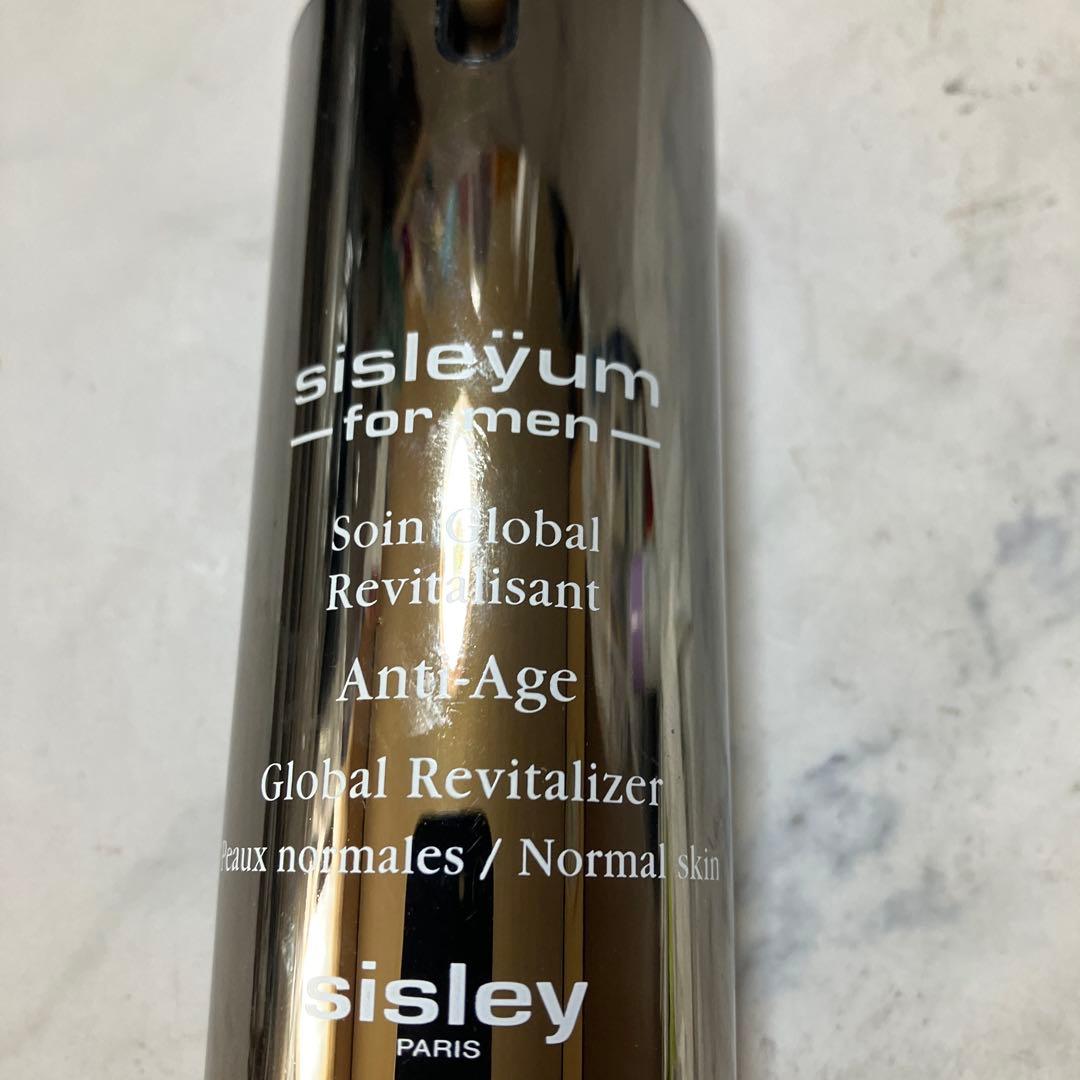 sisleÿum
for men
Soin Global
Revitalisant
Anti-Age
Global Revitalizer
Peaux normales / Normal skin
sisley
PARIS